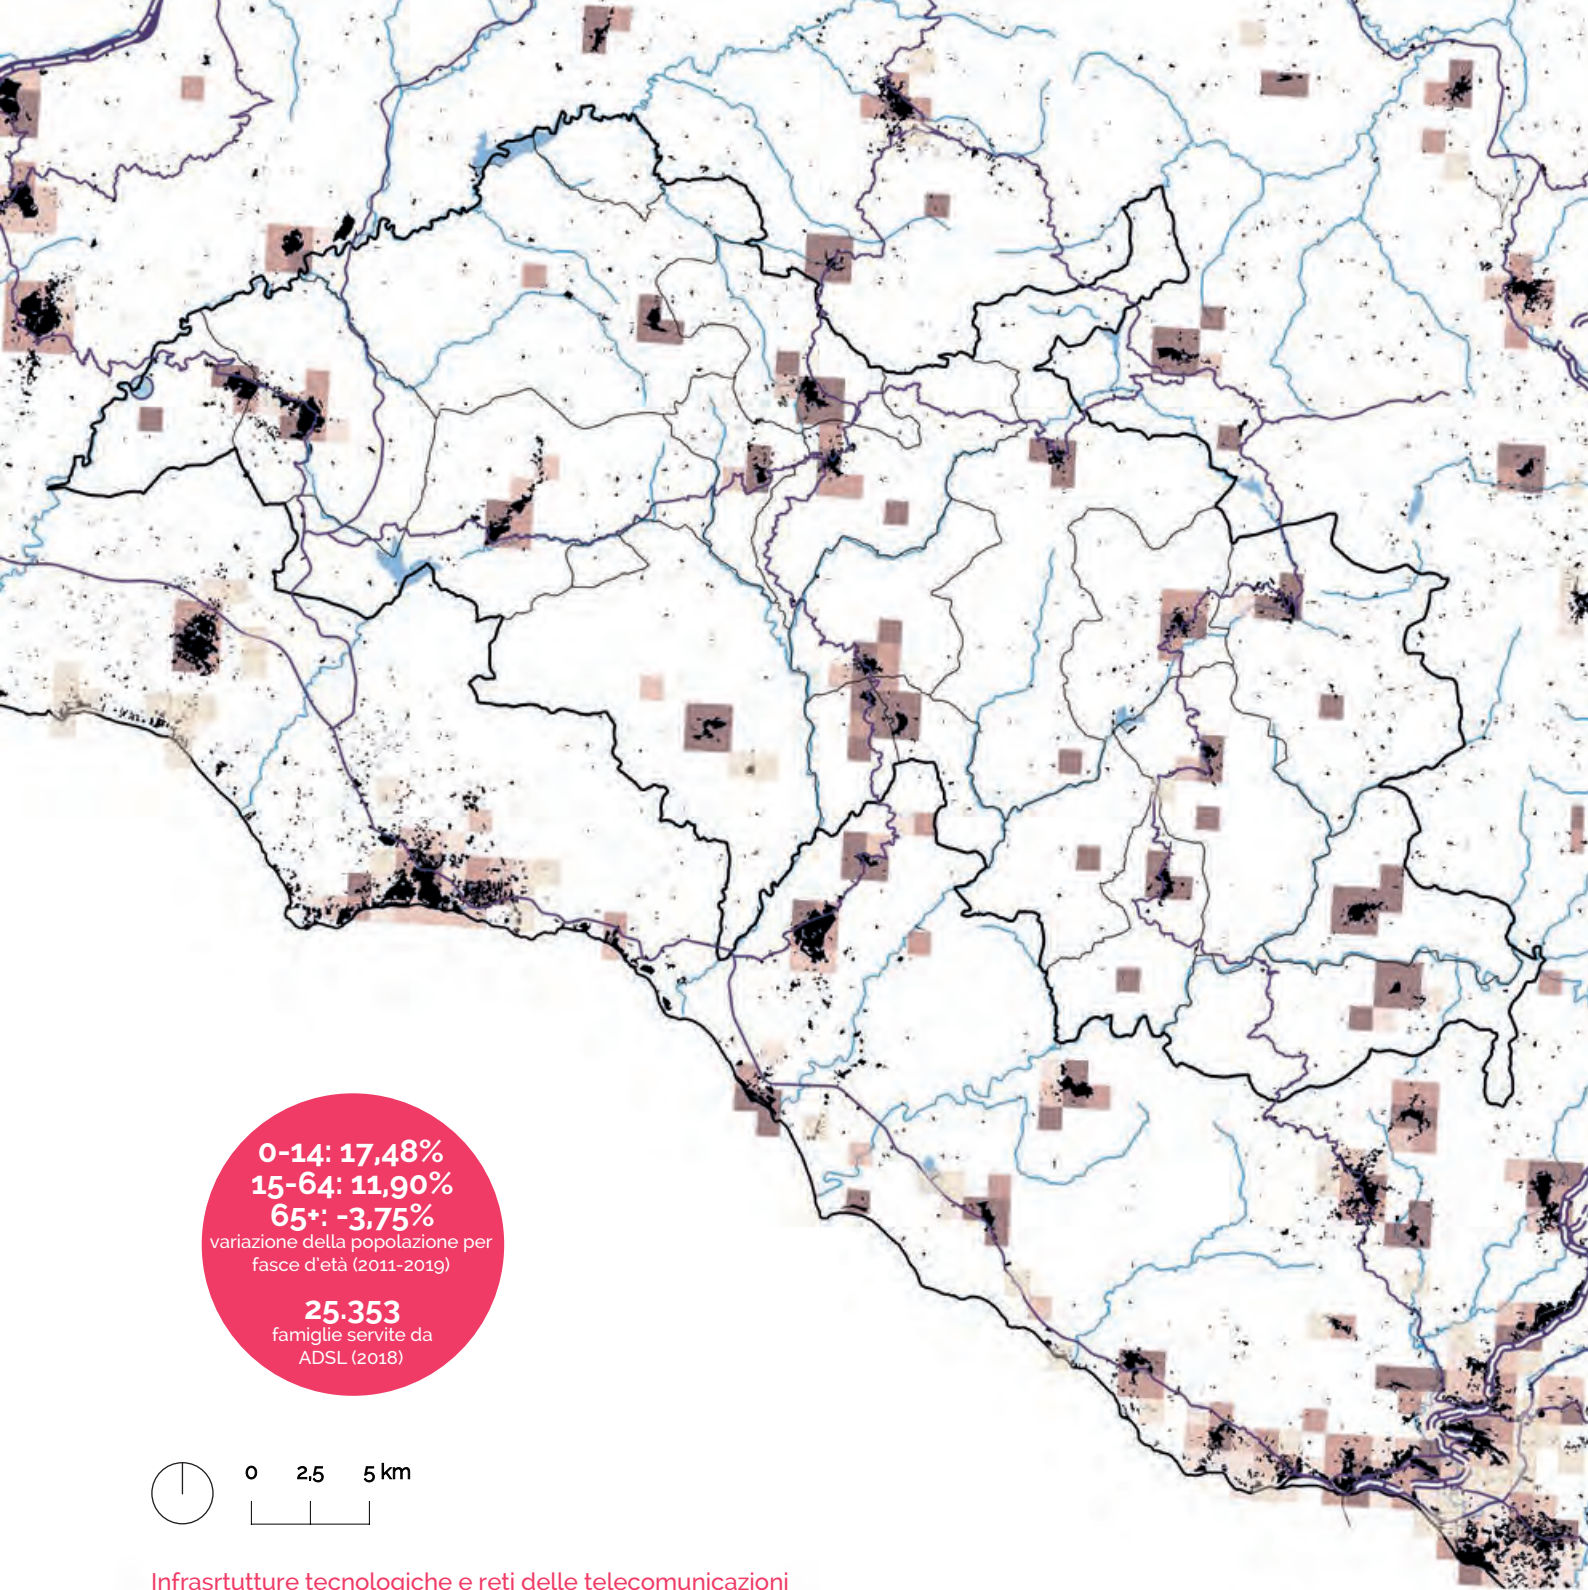 0-14: 17,48%
15-64: 11,90%
65+: -3,75%
variazione della popolazione per
fasce d'età (2011-2019)
25.353
famiglie servite da
ADSL (2018)
0 2,5 5 km
Infrasrtutture tecnologiche e reti delle telecomunicazioni